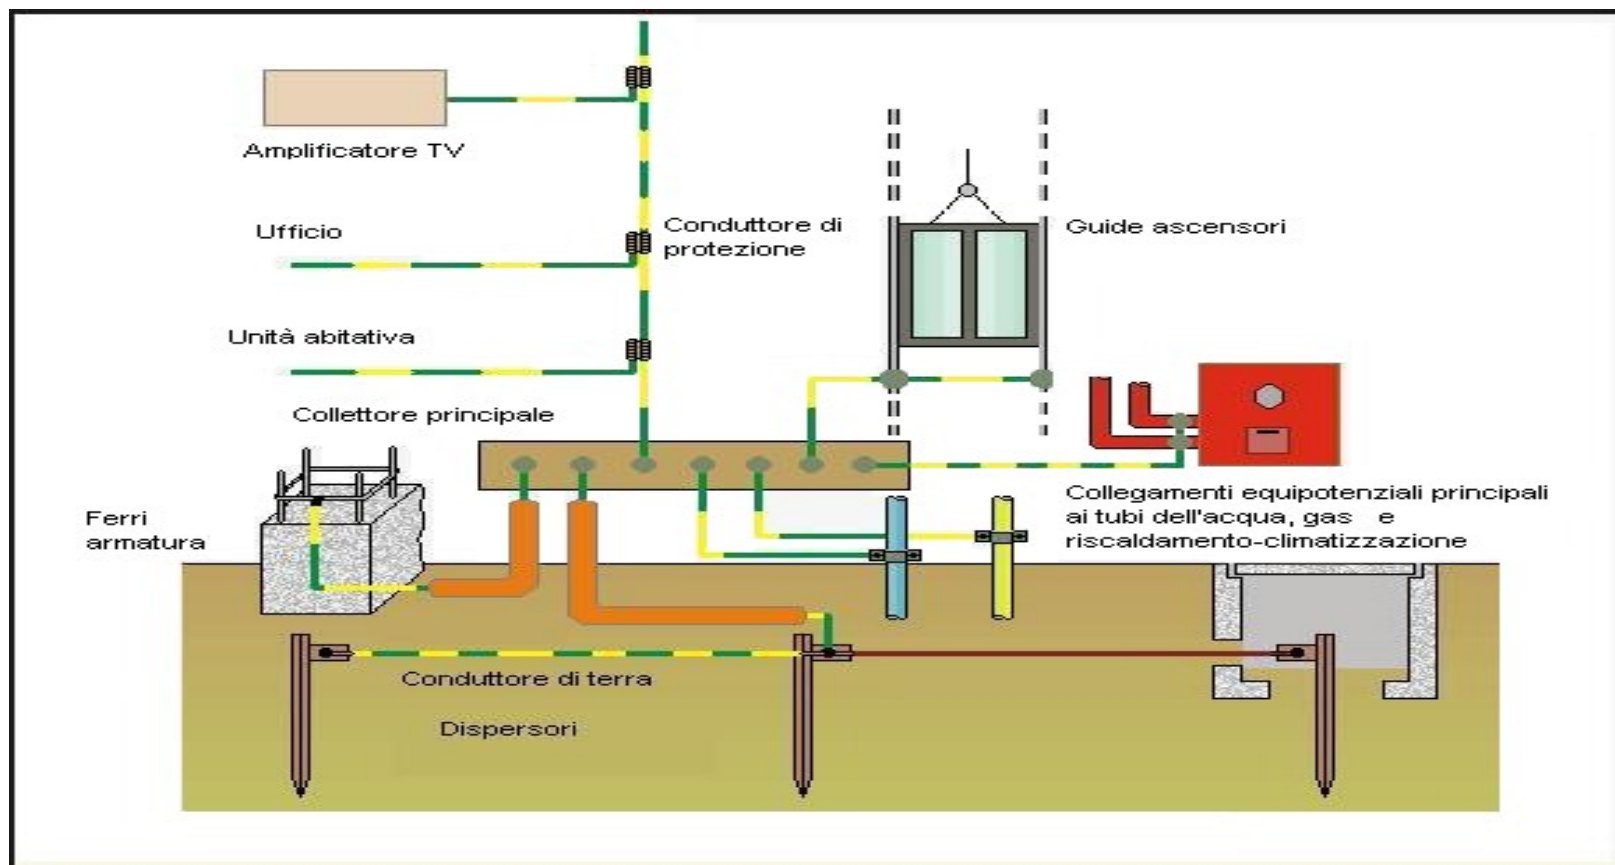 Amplificatore TV
Ufficio
Conduttore di
protezione
Guide ascensori
Unità abitativa
Collettore principale
Ferri
armatura
Collegamenti equipotenziali principali
ai tubi dell'acqua, gas e
riscaldamento-climatizzazione
Conduttore di terra
Dispersori